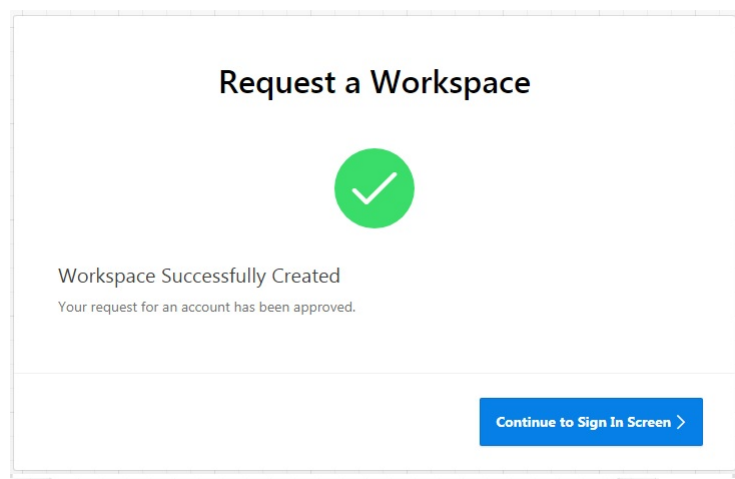 Request a Workspace
Workspace Successfully Created
Your request for an account has been approved.
Continue to Sign In Screen